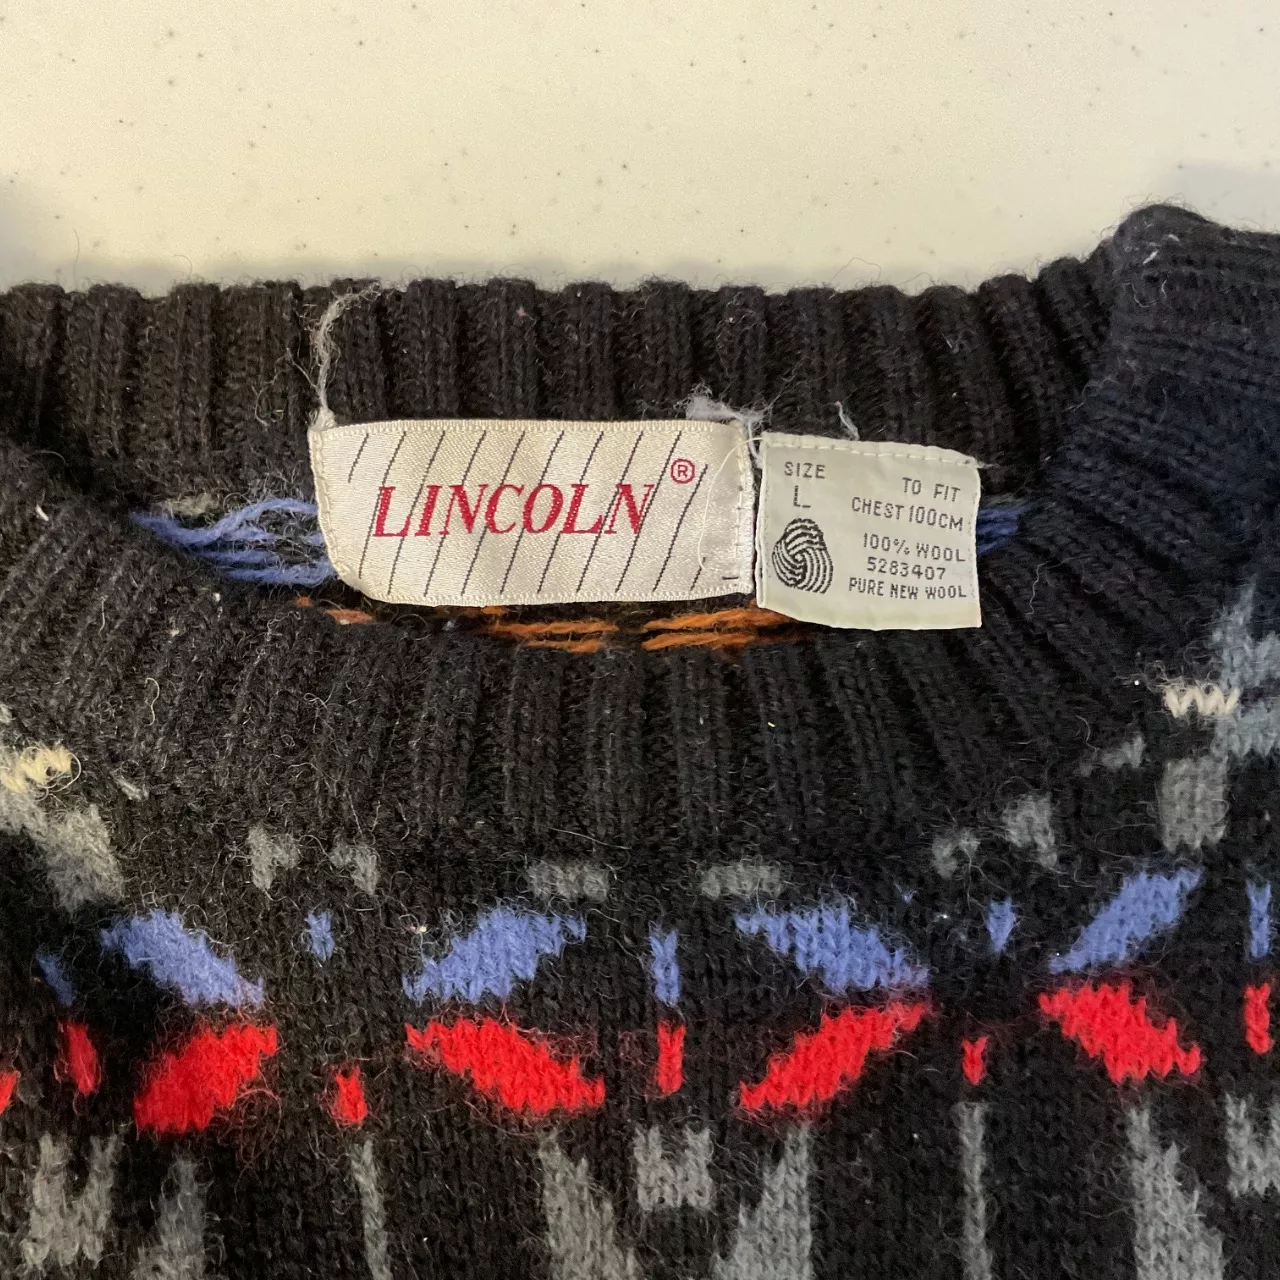 LINCOLN ®
SIZE
L
TO FIT
CHEST 100CM
100% WOOL
5283407
PURE NEW WOOL